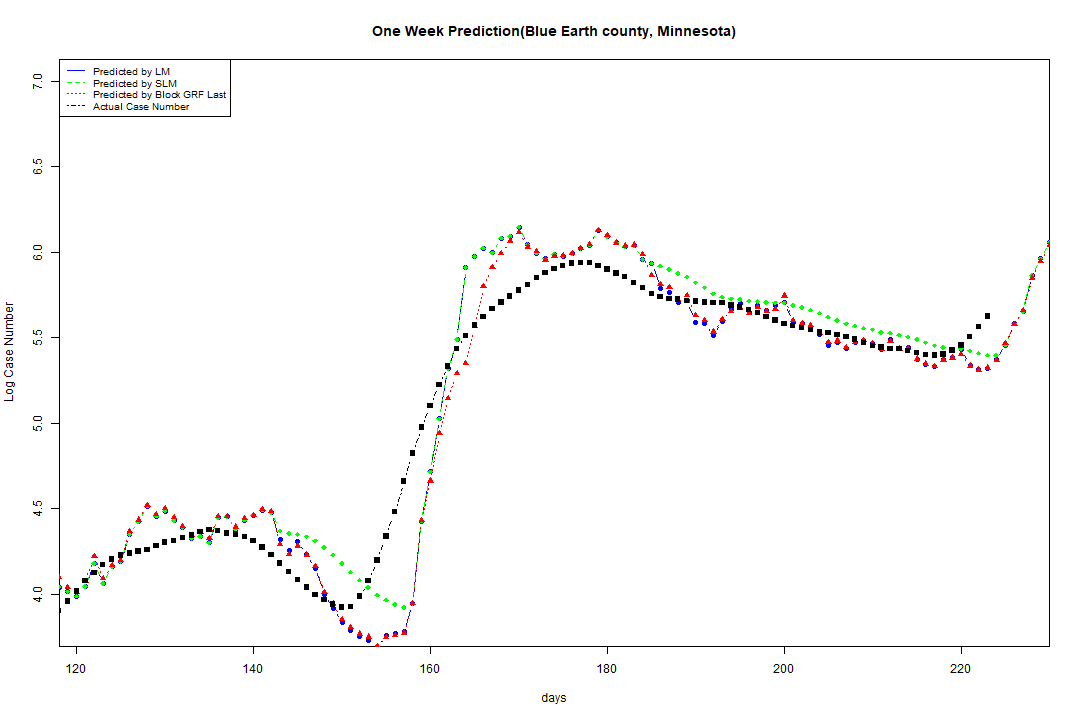 One Week Prediction(Blue Earth county, Minnesota)
Predicted by LM
Predicted by SLM
Predicted by Block GRF Last
Actual Case Number
7.0
6.5
6.0
5.5
5.0
4.5
4.0
Log Case Number
120 140 160 180 200 220
days